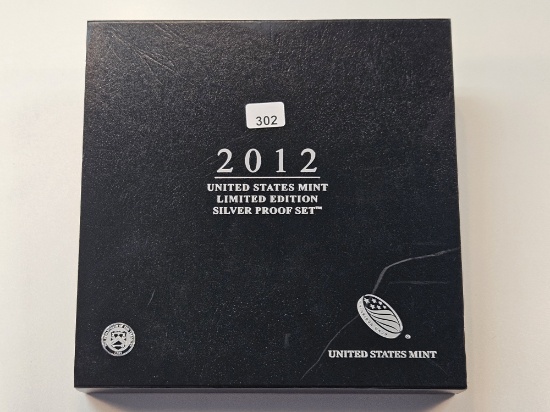 302
2012
UNITED STATES MINT
LIMITED EDITION
SILVER PROOF SET™
UNITED STATES MINT